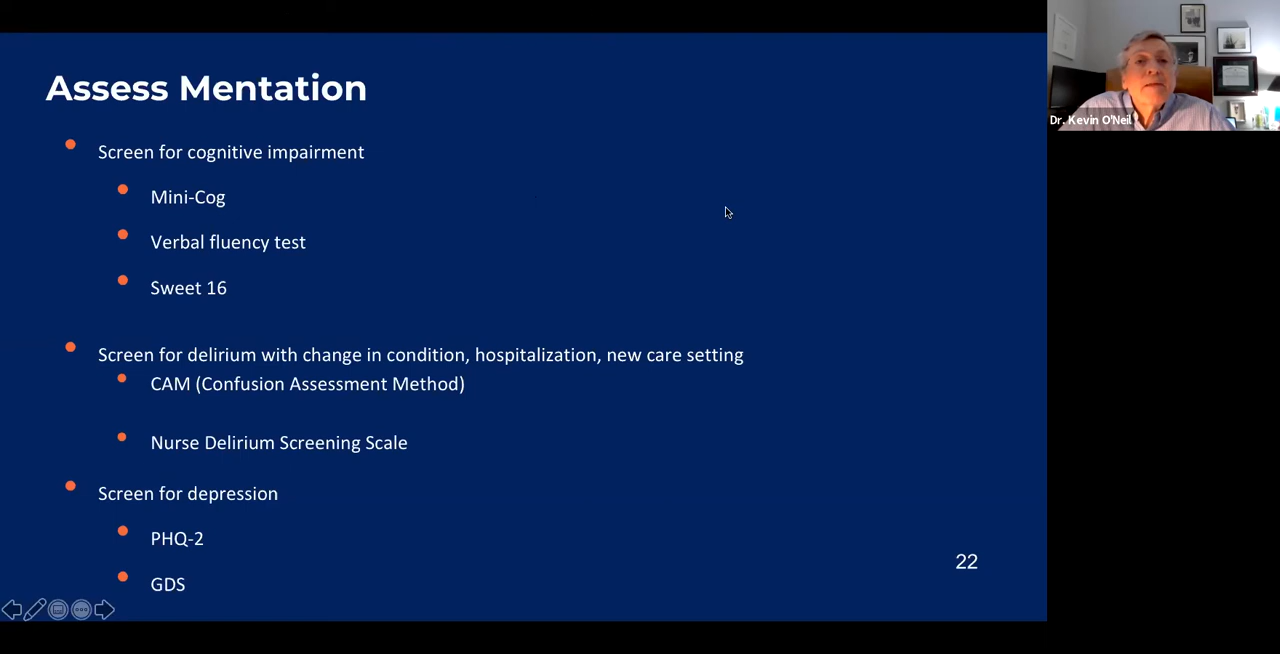 Assess Mentation
Screen for cognitive impairment
Mini-Cog
Verbal fluency test
Sweet 16
Screen for delirium with change in condition, hospitalization, new care setting
CAM (Confusion Assessment Method)
Nurse Delirium Screening Scale
Screen for depression
PHQ-2
GDS
22
Dr. Kevin O'Neil